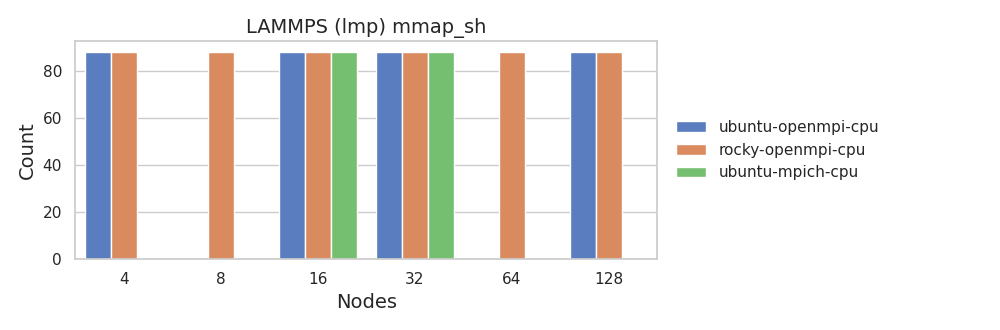 LAMMPS (lmp) mmap_sh
Count
80
60
40
20
0
4 8 16 32 64 128
Nodes
ubuntu-openmpi-cpu
rocky-openmpi-cpu
ubuntu-mpich-cpu